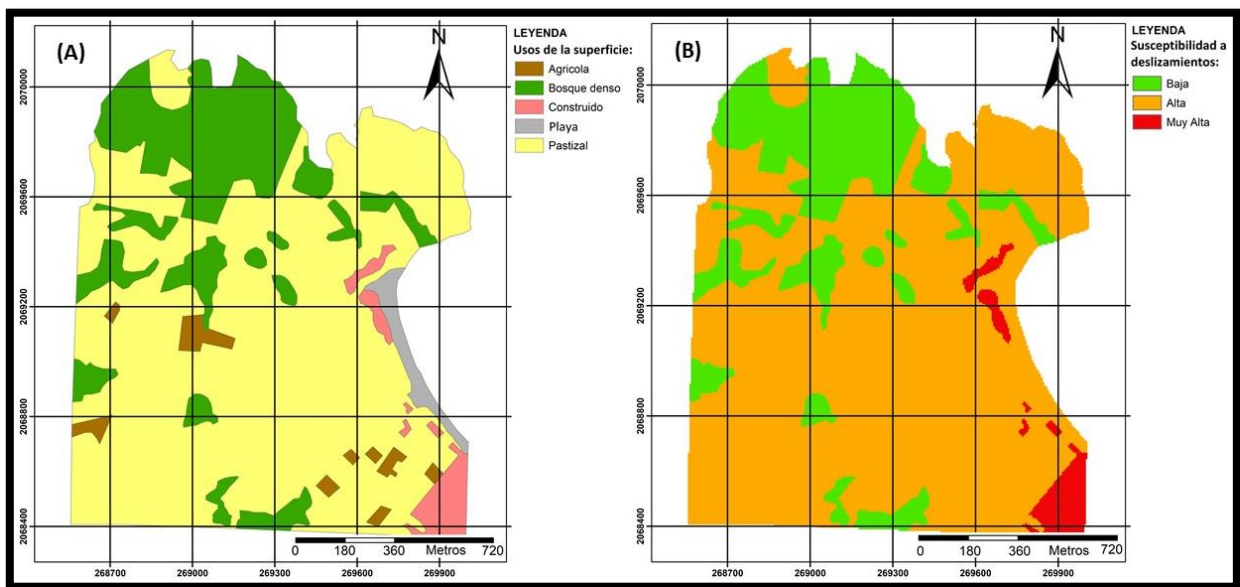 (A)
LEYENDA
Usos de la superficie:
Agricola
Bosque denso
Construido
Playa
Pastizal
N
2070000
2069600
2069200
2068800
2068400
0 180 360 Metros 720
268700 269000 269300 269600 269900
(B)
LEYENDA
Susceptibilidad a
deslizamientos:
Baja
Alta
Muy Alta
N
2070000
2069600
2069200
2068800
2068400
0 180 360 Metros 720
268700 269000 269300 269600 269900